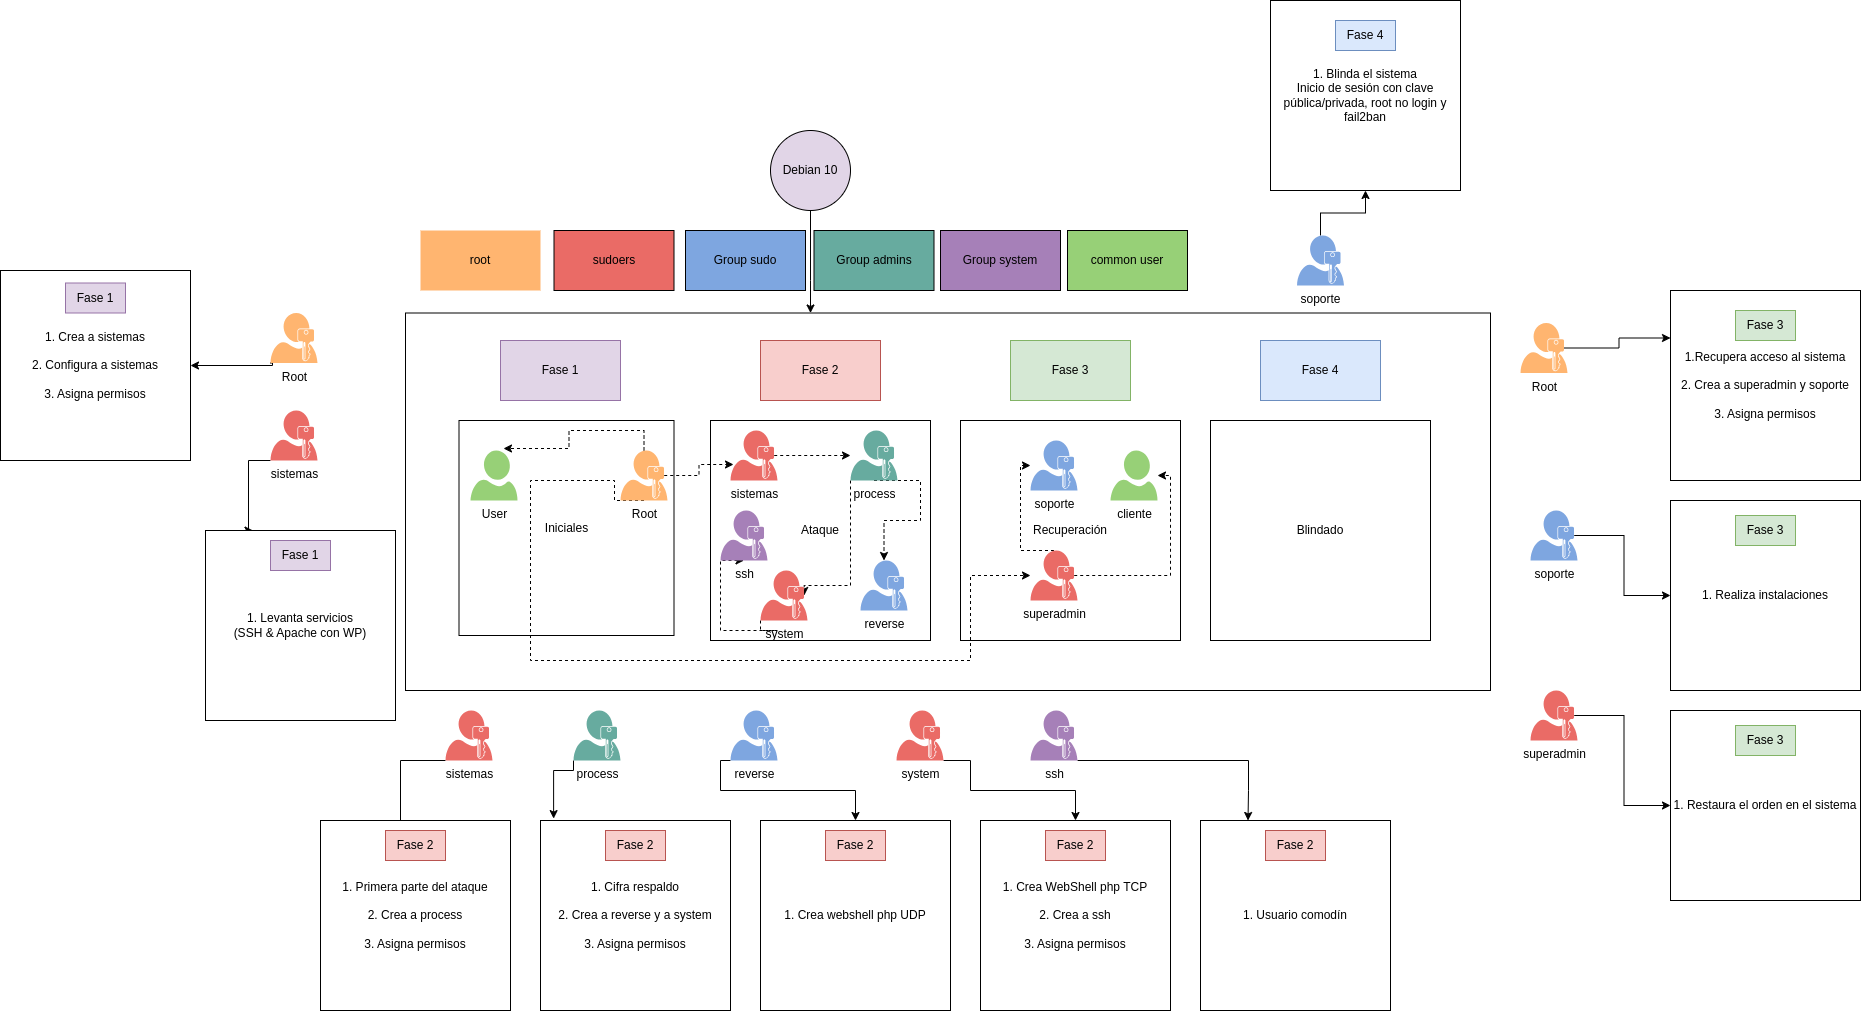 Fase 4
1. Blinda el sistema
Inicio de sesión con clave
pública/privada, root no login y
fail2ban
Debian 10
root
sudoers
Group sudo
Group admins
Group system
common user
soporte
Fase 1
1. Crea a sistemas
2. Configura a sistemas
3. Asigna permisos
Root
sistemas
Fase 1
1. Levanta servicios
(SSH & Apache con WP)
Fase 1
Fase 2
Fase 3
Fase 4
User
Root
Iniciales
sistemas
process
Ataque
ssh
system
reverse
soporte
cliente
Recuperación
superadmin
Blindado
Root
Fase 3
1.Recupera acceso al sistema
2. Crea a superadmin y soporte
3. Asigna permisos
soporte
Fase 3
1. Realiza instalaciones
superadmin
Fase 3
1. Restaura el orden en el sistema
sistemas
process
reverse
system
ssh
Fase 2
1. Primera parte del ataque
2. Crea a process
3. Asigna permisos
Fase 2
1. Cifra respaldo
2. Crea a reverse y a system
3. Asigna permisos
Fase 2
1. Crea webshell php UDP
Fase 2
1. Crea WebShell php TCP
2. Crea a ssh
3. Asigna permisos
Fase 2
1. Usuario comodín